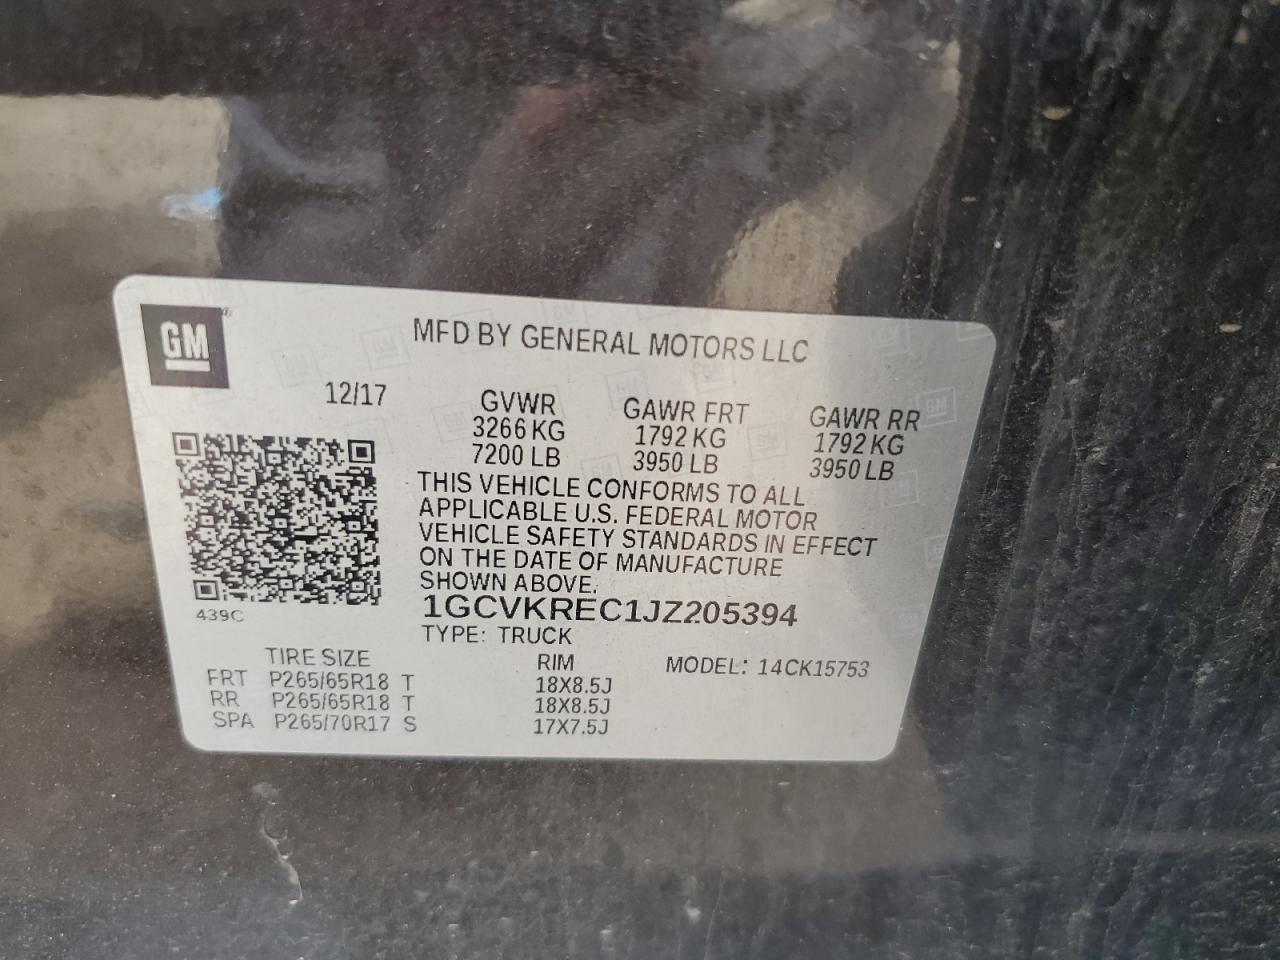 GM
MFD BY GENERAL MOTORS LLC
12/17
GVWR GAWR FRT GAWR RR
3266 KG 1792 KG 1792 KG
7200 LB 3950 LB 3950 LB
THIS VEHICLE CONFORMS TO ALL
APPLICABLE U.S. FEDERAL MOTOR
VEHICLE SAFETY STANDARDS IN EFFECT
ON THE DATE OF MANUFACTURE
SHOWN ABOVE.
439C
1GCVKREC1JZ205394
TYPE: TRUCK
TIRE SIZE RIM MODEL: 14CK15753
FRT P265/65R18 T 18X8.5J
RR P265/65R18 T 18X8.5J
SPA P265/70R17 S 17X7.5J